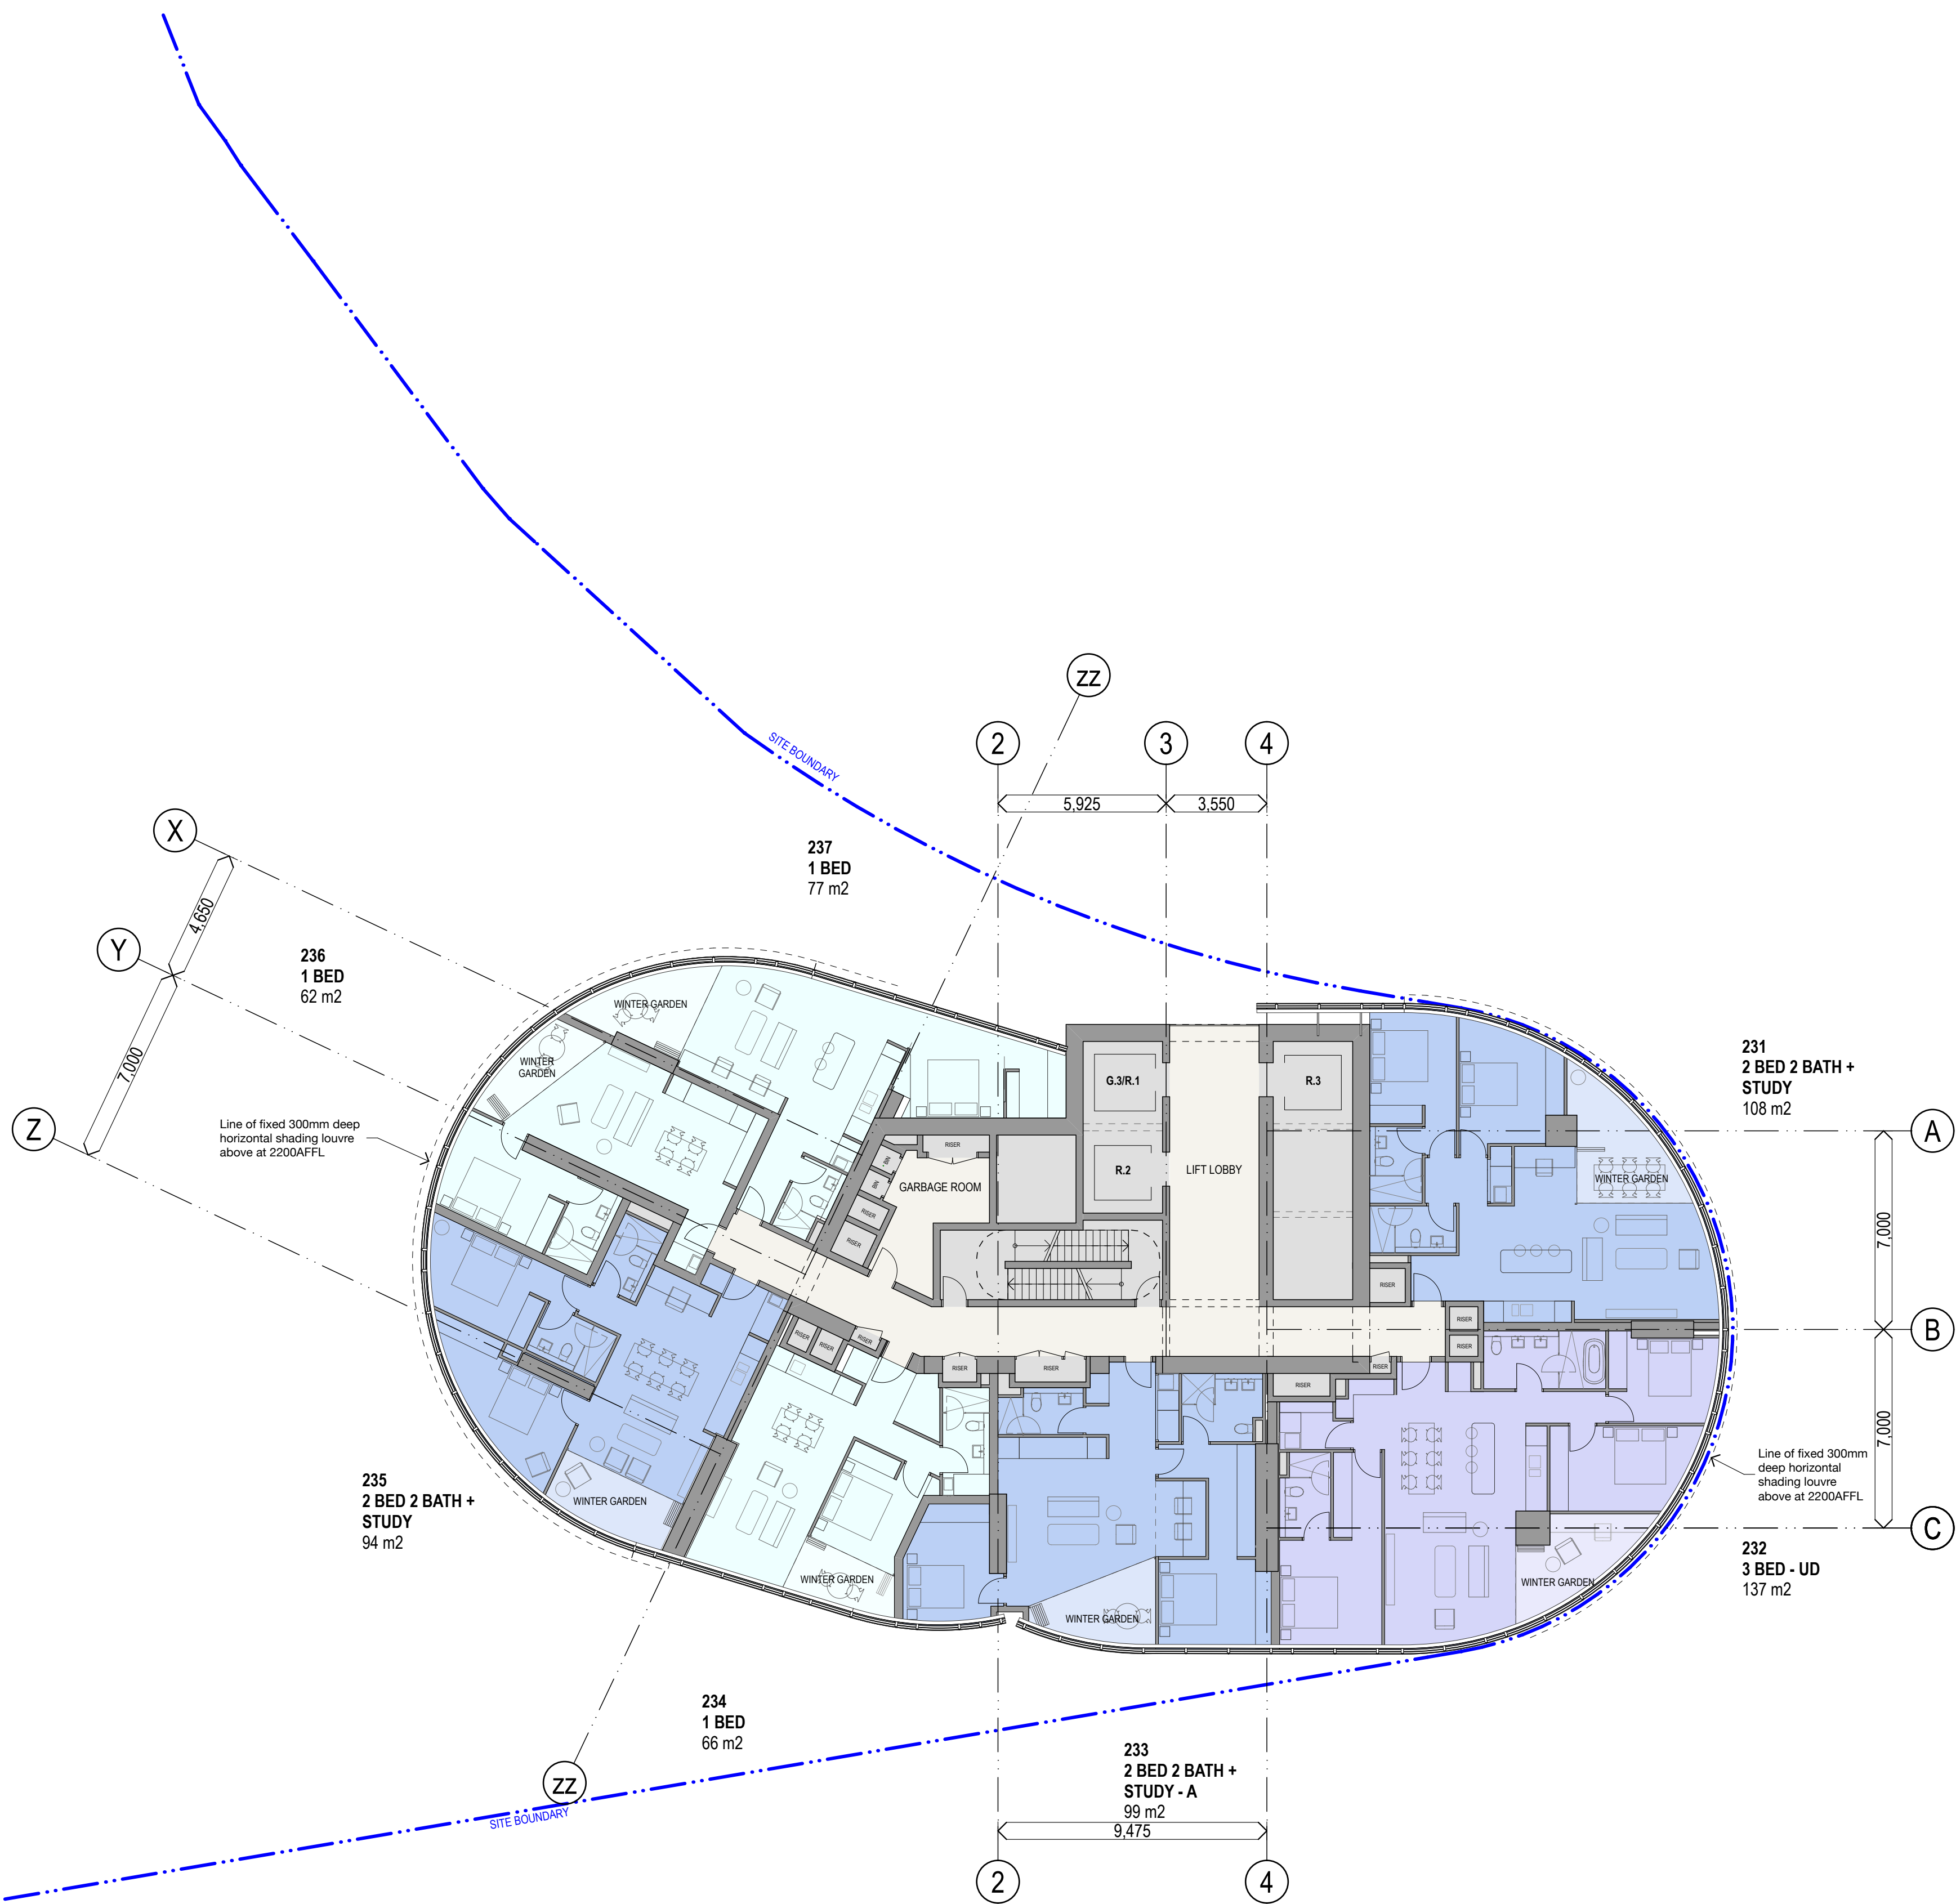 ZZ
2
3
4
SITE BOUNDARY
5,925
3,550
X
237
1 BED
77 m2
4,650
Y
236
1 BED
62 m2
WINTER GARDEN
WINTER
GARDEN
7,000
231
2 BED 2 BATH +
STUDY
108 m2
G.3/R.1
R.3
Z
Line of fixed 300mm deep
horizontal shading louvre
above at 2200AFFL
A
RISER
BIN
BIN
GARBAGE ROOM
R.2
LIFT LOBBY
WINTER GARDEN
RISER
RISER
7,000
RISER
RISER
B
RISER
RISER
RISER
RISER
RISER
RISER
RISER
RISER
7,000
Line of fixed 300mm
deep horizontal
shading louvre
above at 2200AFFL
235
2 BED 2 BATH +
STUDY
94 m2
WINTER GARDEN
C
232
3 BED - UD
137 m2
WINTER GARDEN
WINTER GARDEN
WINTER GARDEN
234
1 BED
66 m2
233
2 BED 2 BATH +
STUDY - A
99 m2
ZZ
SITE BOUNDARY
9,475
2
4